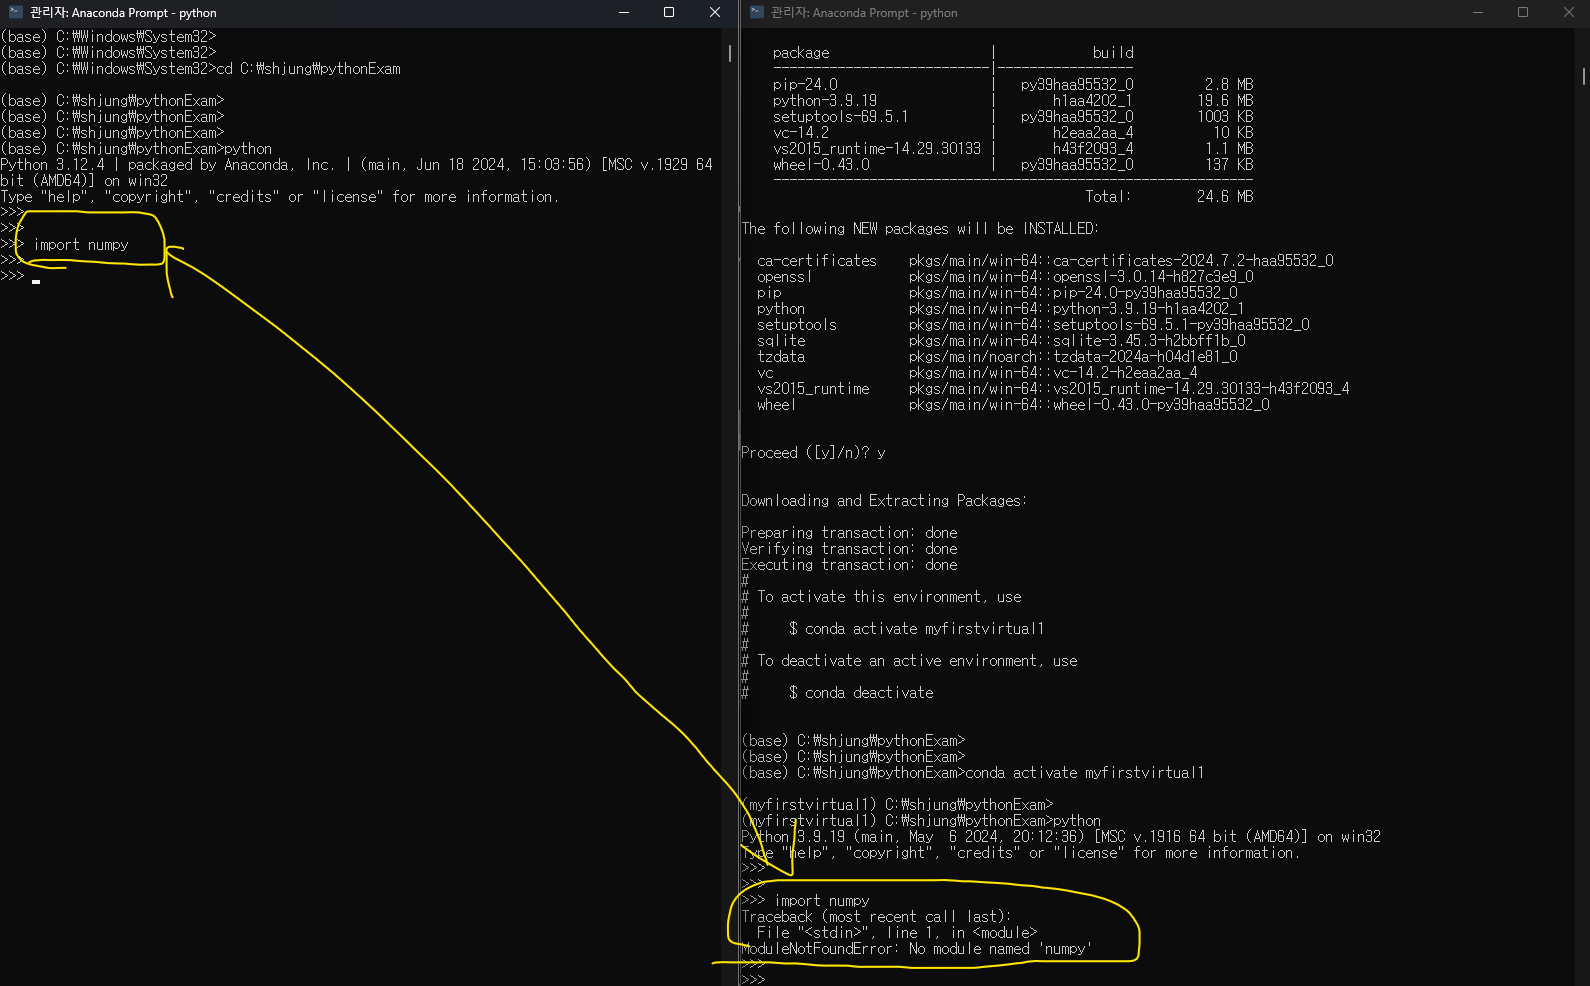 관리자: Anaconda Prompt - python
(base) C:₩Windows₩System32>
(base) C:₩Windows₩System32>
(base) C:₩Windows₩System32>cd C:₩shjung₩pythonExam
(base) C:₩shjung₩pythonExam>
(base) C:₩shjung₩pythonExam>
(base) C:₩shjung₩pythonExam>
(base) C:₩shjung₩pythonExam>python
Python 3.12.4 | packaged by Anaconda, Inc. | (main, Jun 18 2024, 15:03:56) [MSC v.1929 64
bit (AMD64)] on win32
Type "help", "copyright", "credits" or "license" for more information.
>>>
>>>
>>> import numpy
>>>
>>>
관리자: Anaconda Prompt - python
package | build
---------------------------|-----------------
pip-24.0 | py39haa95532_0 2.8 MB
python-3.9.19 | h1aa4202_1 19.6 MB
setuptools-69.5.1 | py39haa95532_0 1003 KB
vc-14.2 | h2eaa2aa_4 10 KB
vs2015_runtime-14.29.30133 | h43f2093_4 1.1 MB
wheel-0.43.0 | py39haa95532_0 137 KB
------------------------------------------------------------
Total: 24.6 MB
The following NEW packages will be INSTALLED:
ca-certificates pkgs/main/win-64::ca-certificates-2024.7.2-haa95532_0
openssl pkgs/main/win-64::openssl-3.0.14-h827c3e9_0
pip pkgs/main/win-64::pip-24.0-py39haa95532_0
python pkgs/main/win-64::python-3.9.19-h1aa4202_1
setuptools pkgs/main/win-64::setuptools-69.5.1-py39haa95532_0
sqlite pkgs/main/win-64::sqlite-3.45.3-h2bbff1b_0
tzdata pkgs/main/noarch::tzdata-2024a-h04d1e81_0
vc pkgs/main/win-64::vc-14.2-h2eaa2aa_4
vs2015_runtime pkgs/main/win-64::vs2015_runtime-14.29.30133-h43f2093_4
wheel pkgs/main/win-64::wheel-0.43.0-py39haa95532_0
Proceed ([y]/n)? y
Downloading and Extracting Packages:
Preparing transaction: done
Verifying transaction: done
Executing transaction: done
#
# To activate this environment, use
#
# $ conda activate myfirstvirtual1
#
# To deactivate an active environment, use
#
# $ conda deactivate
(base) C:₩shjung₩pythonExam>
(base) C:₩shjung₩pythonExam>
(base) C:₩shjung₩pythonExam>conda activate myfirstvirtual1
(myfirstvirtual1) C:₩shjung₩pythonExam>
(myfirstvirtual1) C:₩shjung₩pythonExam>python
Python 3.9.19 (main, May  6 2024, 20:12:36) [MSC v.1916 64 bit (AMD64)] on win32
Type "help", "copyright", "credits" or "license" for more information.
>>>
>>>
>>> import numpy
Traceback (most recent call last):
File "<stdin>", line 1, in <module>
ModuleNotFoundError: No module named 'numpy'
>>>
>>>